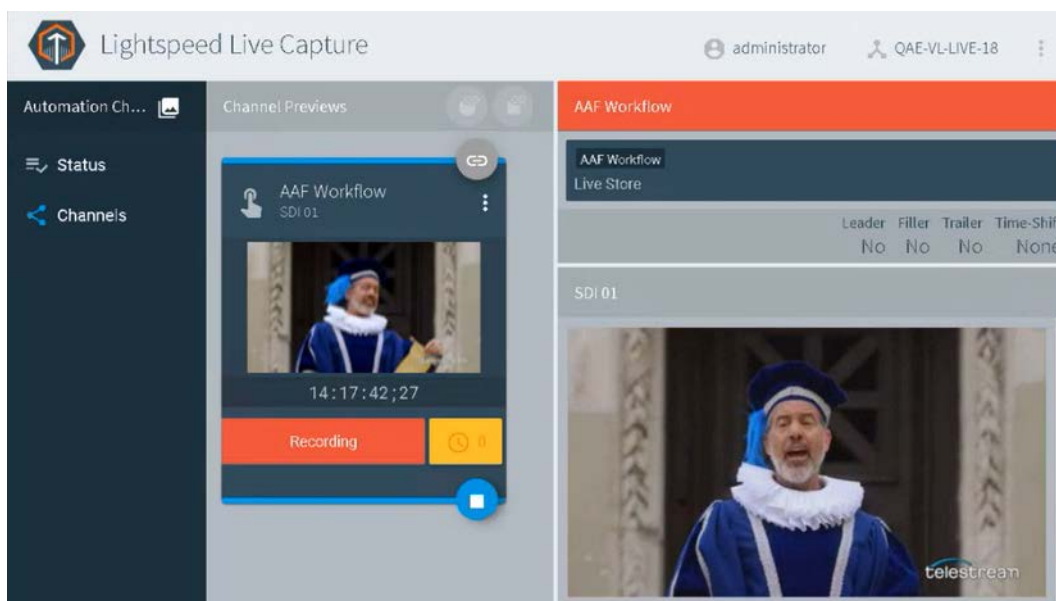 Lightspeed Live Capture
administrator
QAE-VL-LIVE-18
Automation Ch...
Status
Channels
Channel Previews
AAF Workflow
SDI 01
14:17:42;27
Recording
0
AAF Workflow
AAF Workflow
Live Store
Leader Filler Trailer Time-Shif
No No No None
SDI 01
telestream